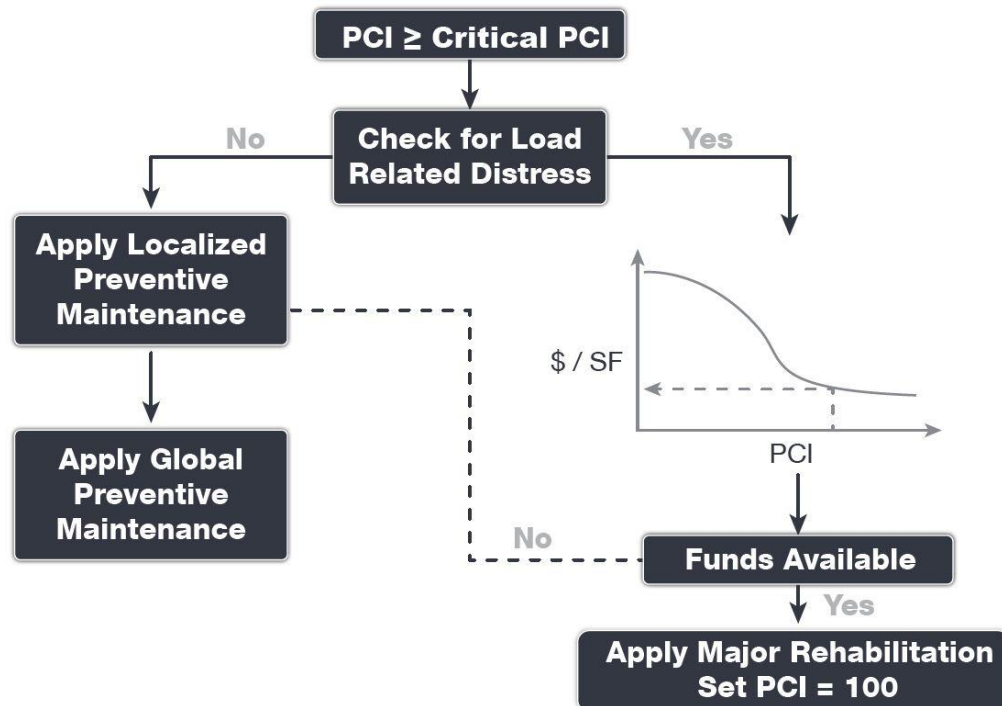 PCI ≥ Critical PCI
No
Check for Load
Related Distress
Yes
Apply Localized
Preventive
Maintenance
$ / SF
PCI
Apply Global
Preventive
Maintenance
No
Funds Available
Yes
Apply Major Rehabilitation
Set PCI = 100